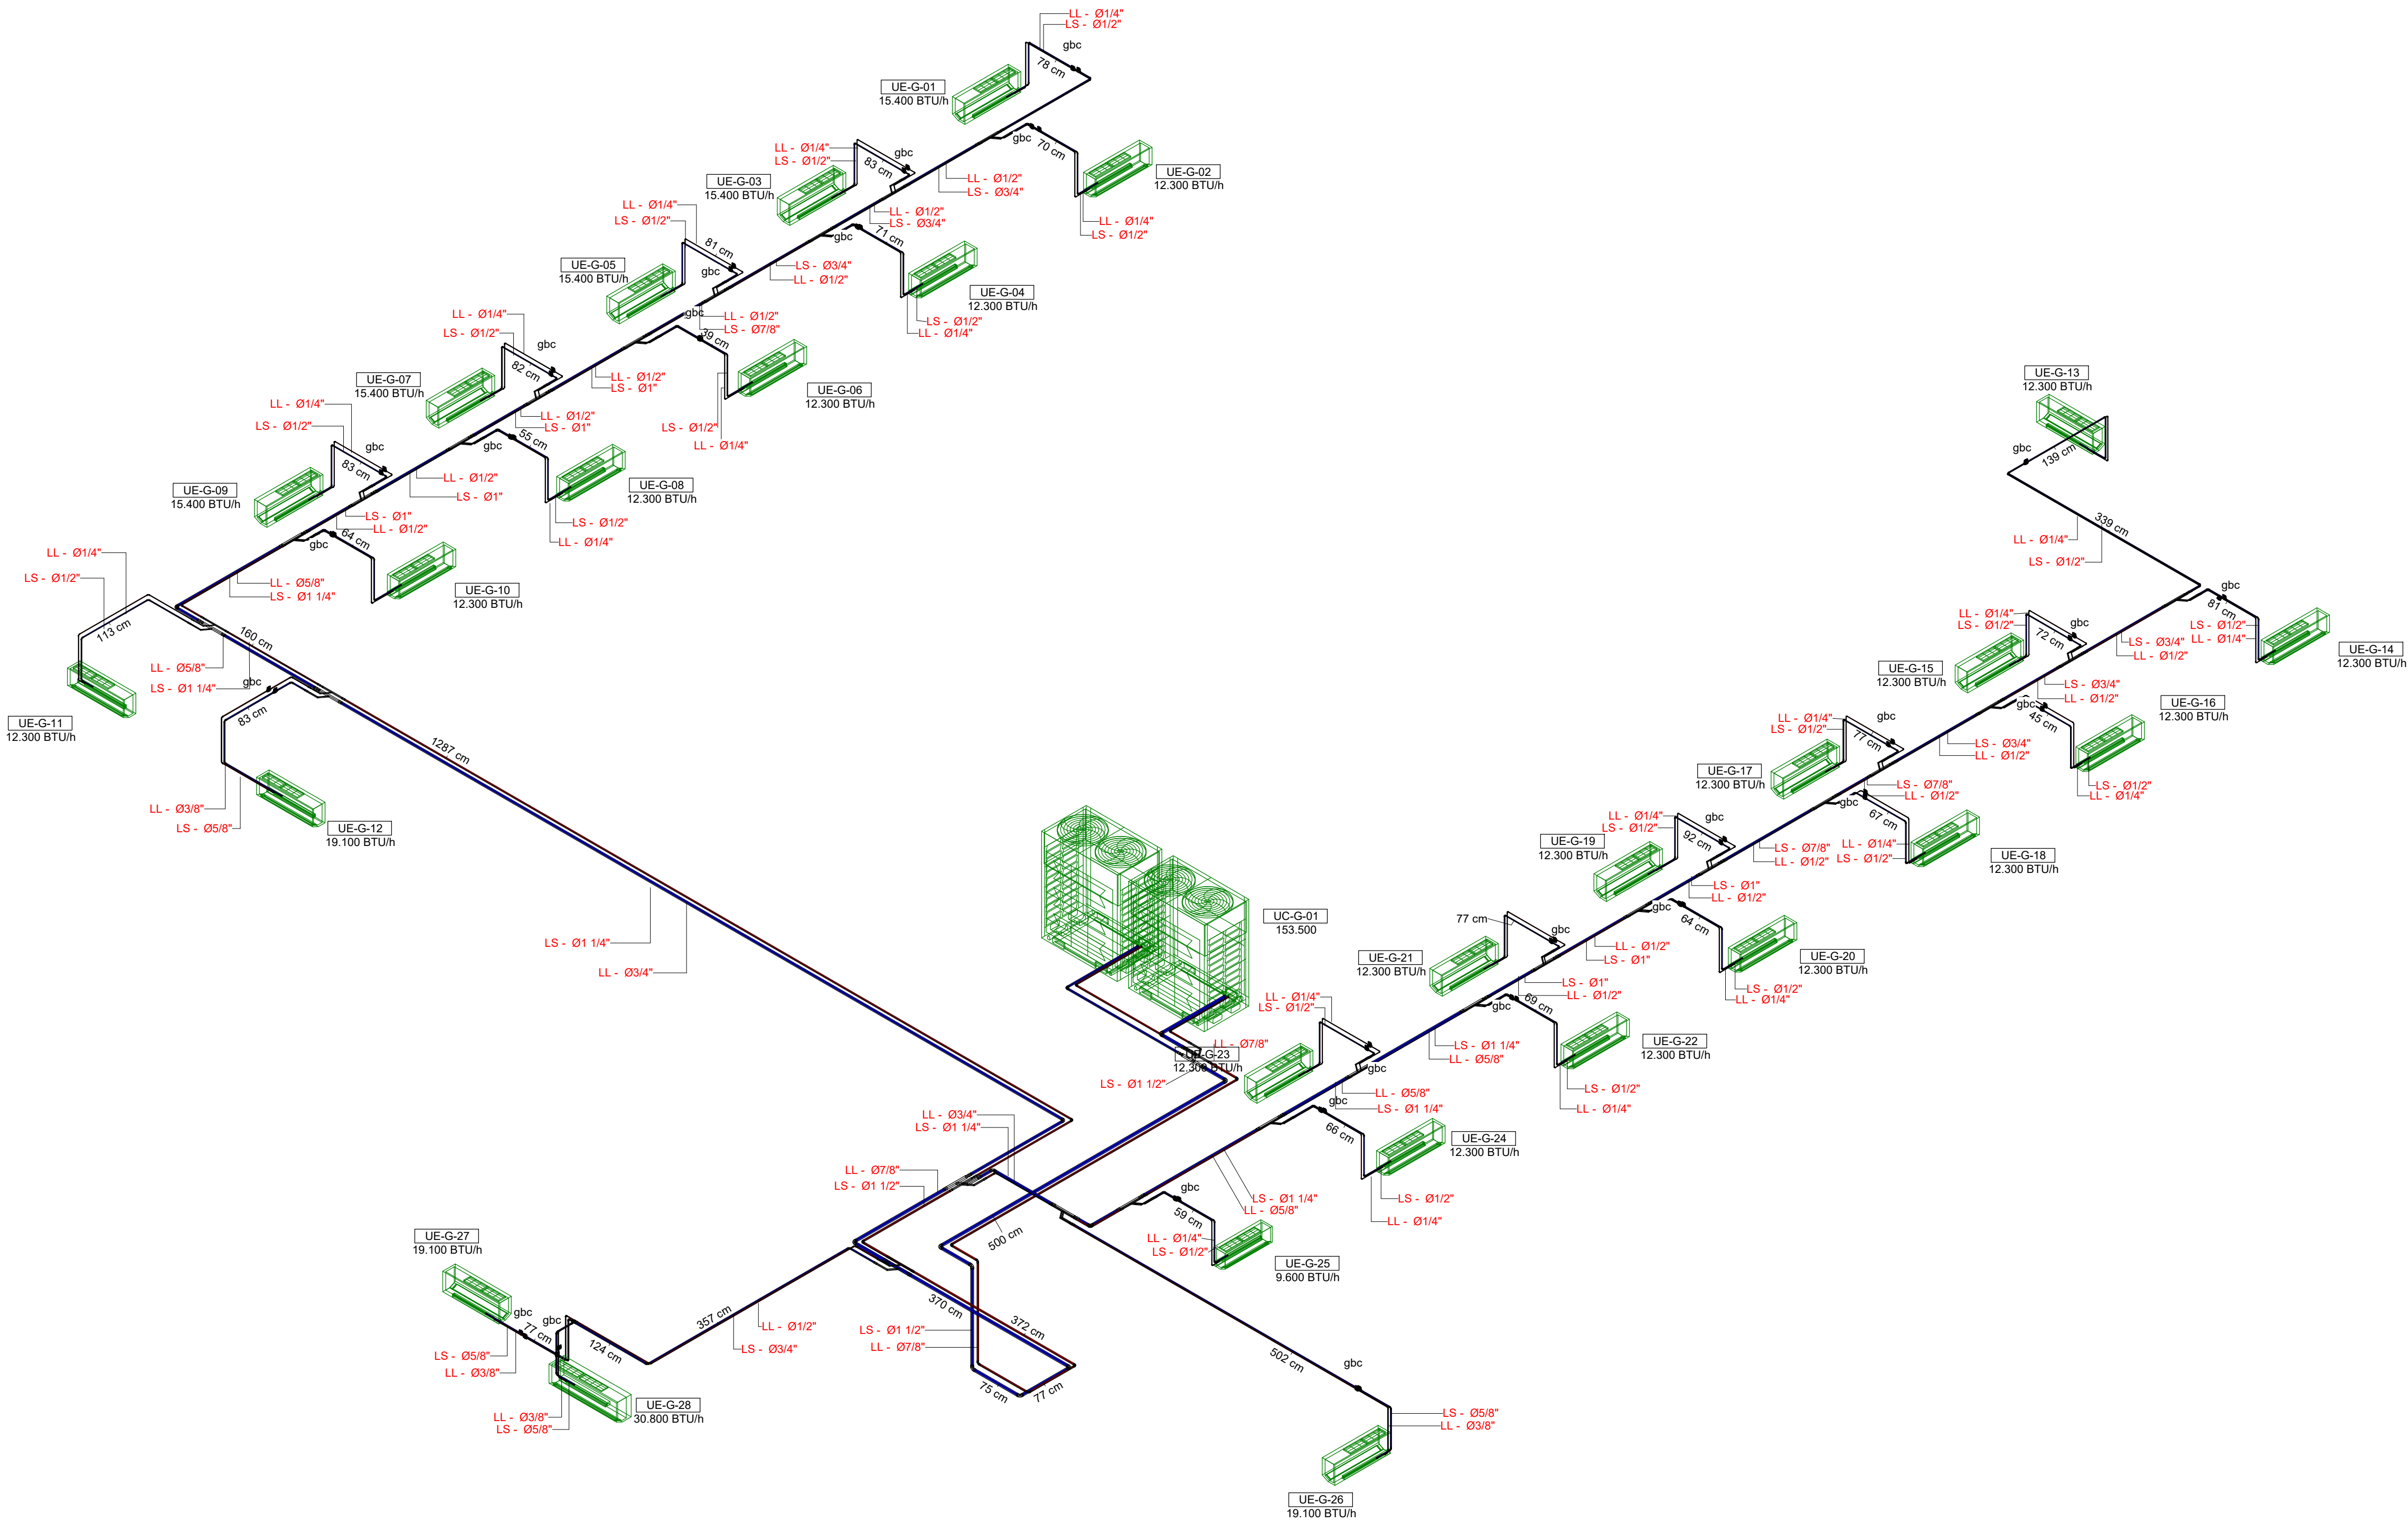 LL - Ø1/4"
LS - Ø1/2"
gbc
78 cm
UE-G-01
15.400 BTU/h
gbc
70 cm
UE-G-02
12.300 BTU/h
LL - Ø1/4"
LS - Ø1/2"
LL - Ø1/4"
LS - Ø1/2"
gbc
83 cm
UE-G-03
15.400 BTU/h
LL - Ø1/2"
LS - Ø3/4"
LL - Ø1/2"
LS - Ø3/4"
gbc
71 cm
UE-G-04
12.300 BTU/h
LS - Ø1/2"
LL - Ø1/4"
LL - Ø1/4"
LS - Ø1/2"
81 cm
gbc
UE-G-05
15.400 BTU/h
LS - Ø3/4"
LL - Ø1/2"
gbc
LL - Ø1/2"
LS - Ø7/8"
39 cm
UE-G-06
12.300 BTU/h
LS - Ø1/2"
LL - Ø1/4"
LL - Ø1/4"
LS - Ø1/2"
gbc
82 cm
UE-G-07
15.400 BTU/h
LL - Ø1/2"
LS - Ø1"
LL - Ø1/2"
LS - Ø1"
gbc
55 cm
UE-G-08
12.300 BTU/h
LS - Ø1/2"
LL - Ø1/4"
LL - Ø1/4"
LS - Ø1/2"
gbc
83 cm
UE-G-09
15.400 BTU/h
LL - Ø1/2"
LS - Ø1"
LS - Ø1"
LL - Ø1/2"
gbc
64 cm
UE-G-10
12.300 BTU/h
LL - Ø5/8"
LS - Ø1 1/4"
LL - Ø1/4"
LS - Ø1/2"
113 cm
UE-G-11
12.300 BTU/h
160 cm
LL - Ø5/8"
LS - Ø1 1/4"
gbc
83 cm
LL - Ø3/8"
LS - Ø5/8"
UE-G-12
19.100 BTU/h
1287 cm
LS - Ø1 1/4"
LL - Ø3/4"
UC-G-01
153.500
UE-G-13
12.300 BTU/h
gbc
139 cm
339 cm
LL - Ø1/4"
LS - Ø1/2"
gbc
81 cm
LS - Ø1/2"
LL - Ø1/4"
UE-G-14
12.300 BTU/h
LL - Ø1/4"
LS - Ø1/2"
gbc
72 cm
UE-G-15
12.300 BTU/h
LS - Ø3/4"
LL - Ø1/2"
LS - Ø3/4"
LL - Ø1/2"
gbc
45 cm
UE-G-16
12.300 BTU/h
LS - Ø1/2"
LL - Ø1/4"
LL - Ø1/4"
LS - Ø1/2"
gbc
77 cm
UE-G-17
12.300 BTU/h
LS - Ø3/4"
LL - Ø1/2"
LS - Ø7/8"
LL - Ø1/2"
gbc
67 cm
LL - Ø1/4"
LS - Ø1/2"
UE-G-18
12.300 BTU/h
LL - Ø1/4"
LS - Ø1/2"
gbc
92 cm
UE-G-19
12.300 BTU/h
LS - Ø7/8"
LL - Ø1/2"
LS - Ø1"
LL - Ø1/2"
gbc
64 cm
UE-G-20
12.300 BTU/h
LS - Ø1/2"
LL - Ø1/4"
77 cm
gbc
UE-G-21
12.300 BTU/h
LL - Ø1/2"
LS - Ø1"
LS - Ø1"
LL - Ø1/2"
gbc
69 cm
UE-G-22
12.300 BTU/h
LS - Ø1/2"
LL - Ø1/4"
LL - Ø1/4"
LS - Ø1/2"
LL - Ø7/8"
UE-G-23
12.300 BTU/h
LS - Ø1 1/2"
gbc
LS - Ø1 1/4"
LL - Ø5/8"
LL - Ø5/8"
LS - Ø1 1/4"
gbc
66 cm
UE-G-24
12.300 BTU/h
LS - Ø1/2"
LL - Ø1/4"
LS - Ø1 1/4"
LL - Ø5/8"
gbc
59 cm
LL - Ø1/4"
LS - Ø1/2"
UE-G-25
9.600 BTU/h
LL - Ø3/4"
LS - Ø1 1/4"
LL - Ø7/8"
LS - Ø1 1/2"
500 cm
370 cm
372 cm
LS - Ø1 1/2"
LL - Ø7/8"
75 cm
77 cm
502 cm
gbc
LS - Ø5/8"
LL - Ø3/8"
UE-G-26
19.100 BTU/h
UE-G-27
19.100 BTU/h
gbc
77 cm
gbc
124 cm
357 cm
LL - Ø1/2"
LS - Ø3/4"
LS - Ø5/8"
LL - Ø3/8"
UE-G-28
30.800 BTU/h
LL - Ø3/8"
LS - Ø5/8"